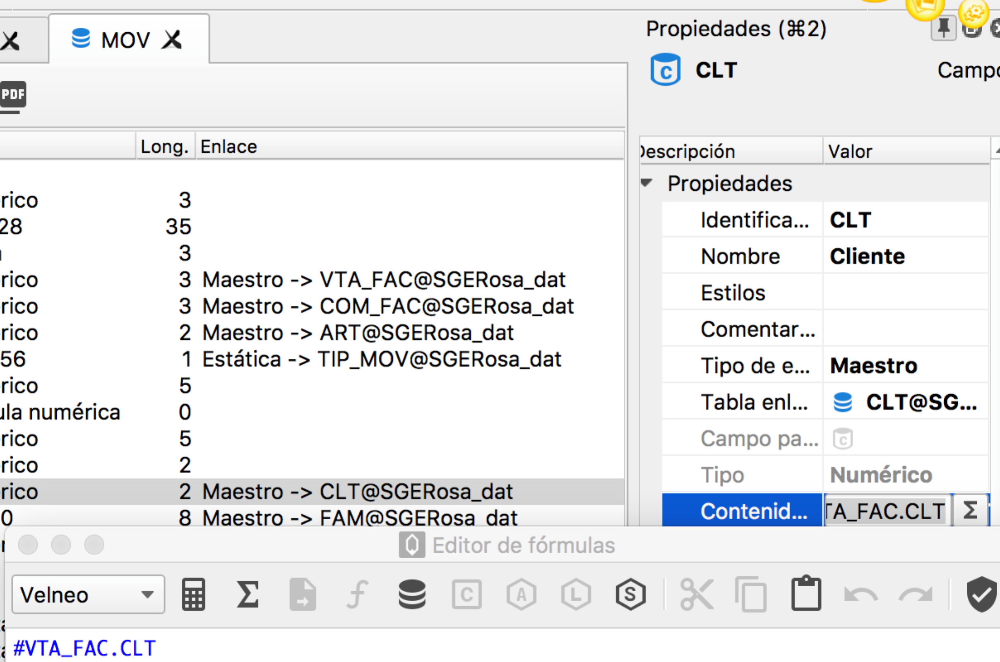 MOV
Propiedades (⌘2)
CLT
PDF
Long.
Enlace
Descripción
Valor
Propiedades
rico 3
28 35
3
rico 3 Maestro -> VTA_FAC@SGERosa_dat
rico 3 Maestro -> COM_FAC@SGERosa_dat
rico 2 Maestro -> ART@SGERosa_dat
56 1 Estática -> TIP_MOV@SGERosa_dat
rico 5
ula numérica 0
rico 5
rico 2
rico 2 Maestro -> CLT@SGERosa_dat
0 8 Maestro -> FAM@SGERosa_dat
Identifica... CLT
Nombre Cliente
Estilos
Comentar...
Tipo de e... Maestro
Tabla enl... CLT@SG...
Campo pa...
Tipo Numérico
Contenid... TA_FAC.CLT Σ
Editor de fórmulas
Velneo Σ f C A L S
#VTA_FAC.CLT